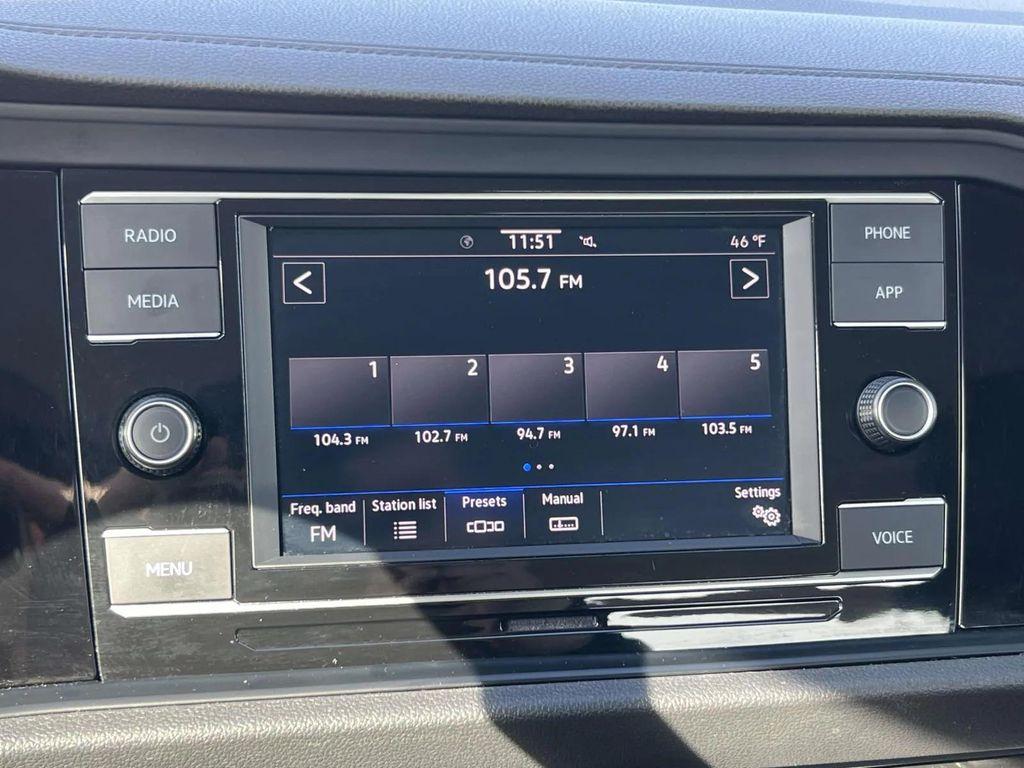 RADIO
MEDIA
MENU
11:51
46 °F
<
105.7 FM
>
1 2 3 4 5
104.3 FM 102.7 FM 94.7 FM 97.1 FM 103.5 FM
Freq. band Station list Presets Manual Settings
FM
PHONE
APP
VOICE